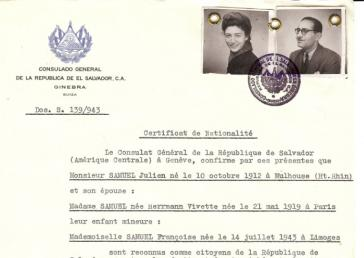 CONSULADO GENERAL
DE LA REPUBLICA DE EL SALVADOR, C.A.
GINEBRA
SUIZA
Dos. S. 139/943
Certificat de Nationalité
Le Consulat Général de la République de Salvador
(Amérique Centrale) à Genève, confirme par ces présentes que
Monsieur SAMUEL Julien né le 10 octobre 1912 à Mulhouse (Ht.Rhin)
et son épouse :
Madame SAMUEL née Herrmann Vivette née le 21 mai 1919 à Paris
leur enfant mineure :
Mademoiselle SAMUEL Françoise née le 14 juillet 1943 à Limoges
sont reconnus comme citoyens de la République de